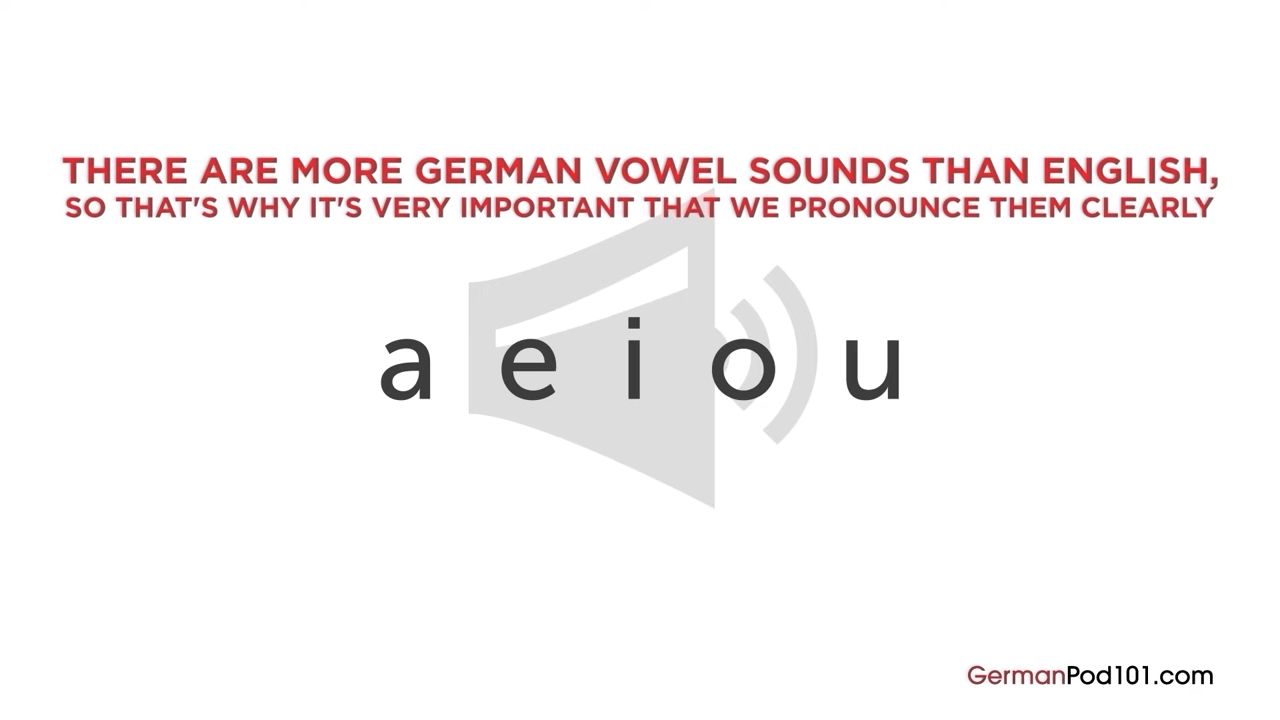 THERE ARE MORE GERMAN VOWEL SOUNDS THAN ENGLISH,
SO THAT'S WHY IT'S VERY IMPORTANT THAT WE PRONOUNCE THEM CLEARLY
a e i o u
GermanPod101.com